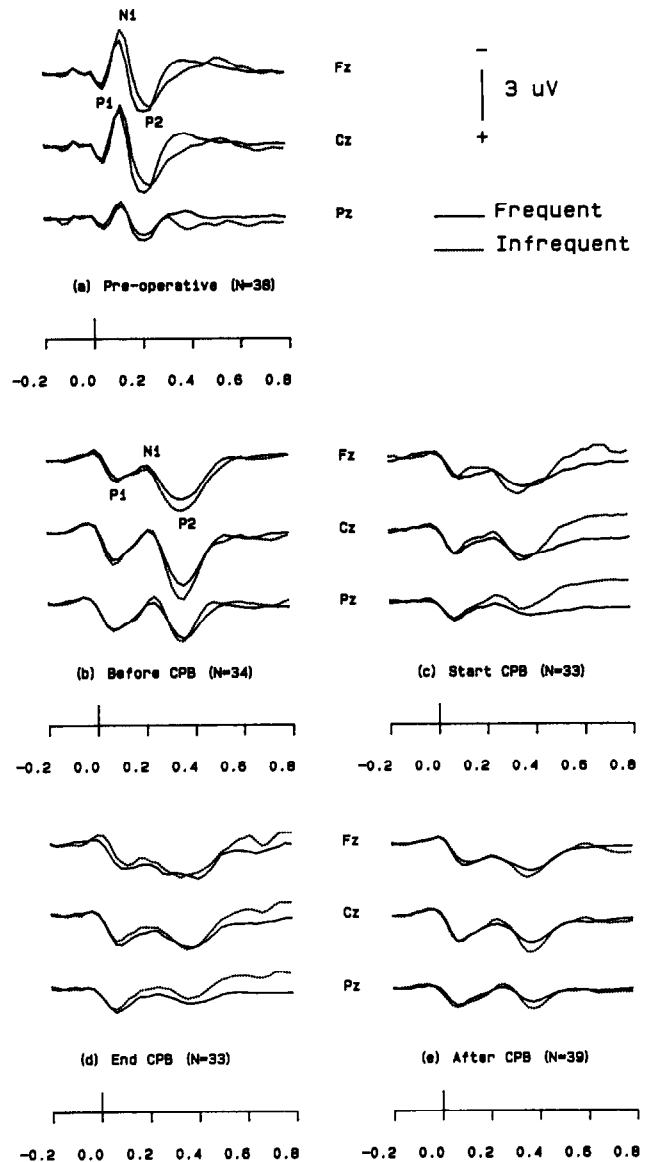 N1
P1
P2
Fz
Cz
Pz
−
3 uV
+
Frequent
Infrequent
(a) Pre-operative (N=38)
-0.2 0.0 0.2 0.4 0.6 0.8
N1
P1
P2
Fz
Cz
Pz
(b) Before CPB (N=34)
(c) Start CPB (N=33)
-0.2 0.0 0.2 0.4 0.6 0.8
-0.2 0.0 0.2 0.4 0.6 0.8
Fz
Cz
Pz
(d) End CPB (N=33)
(e) After CPB (N=39)
-0.2 0.0 0.2 0.4 0.6 0.8
-0.2 0.0 0.2 0.4 0.6 0.8